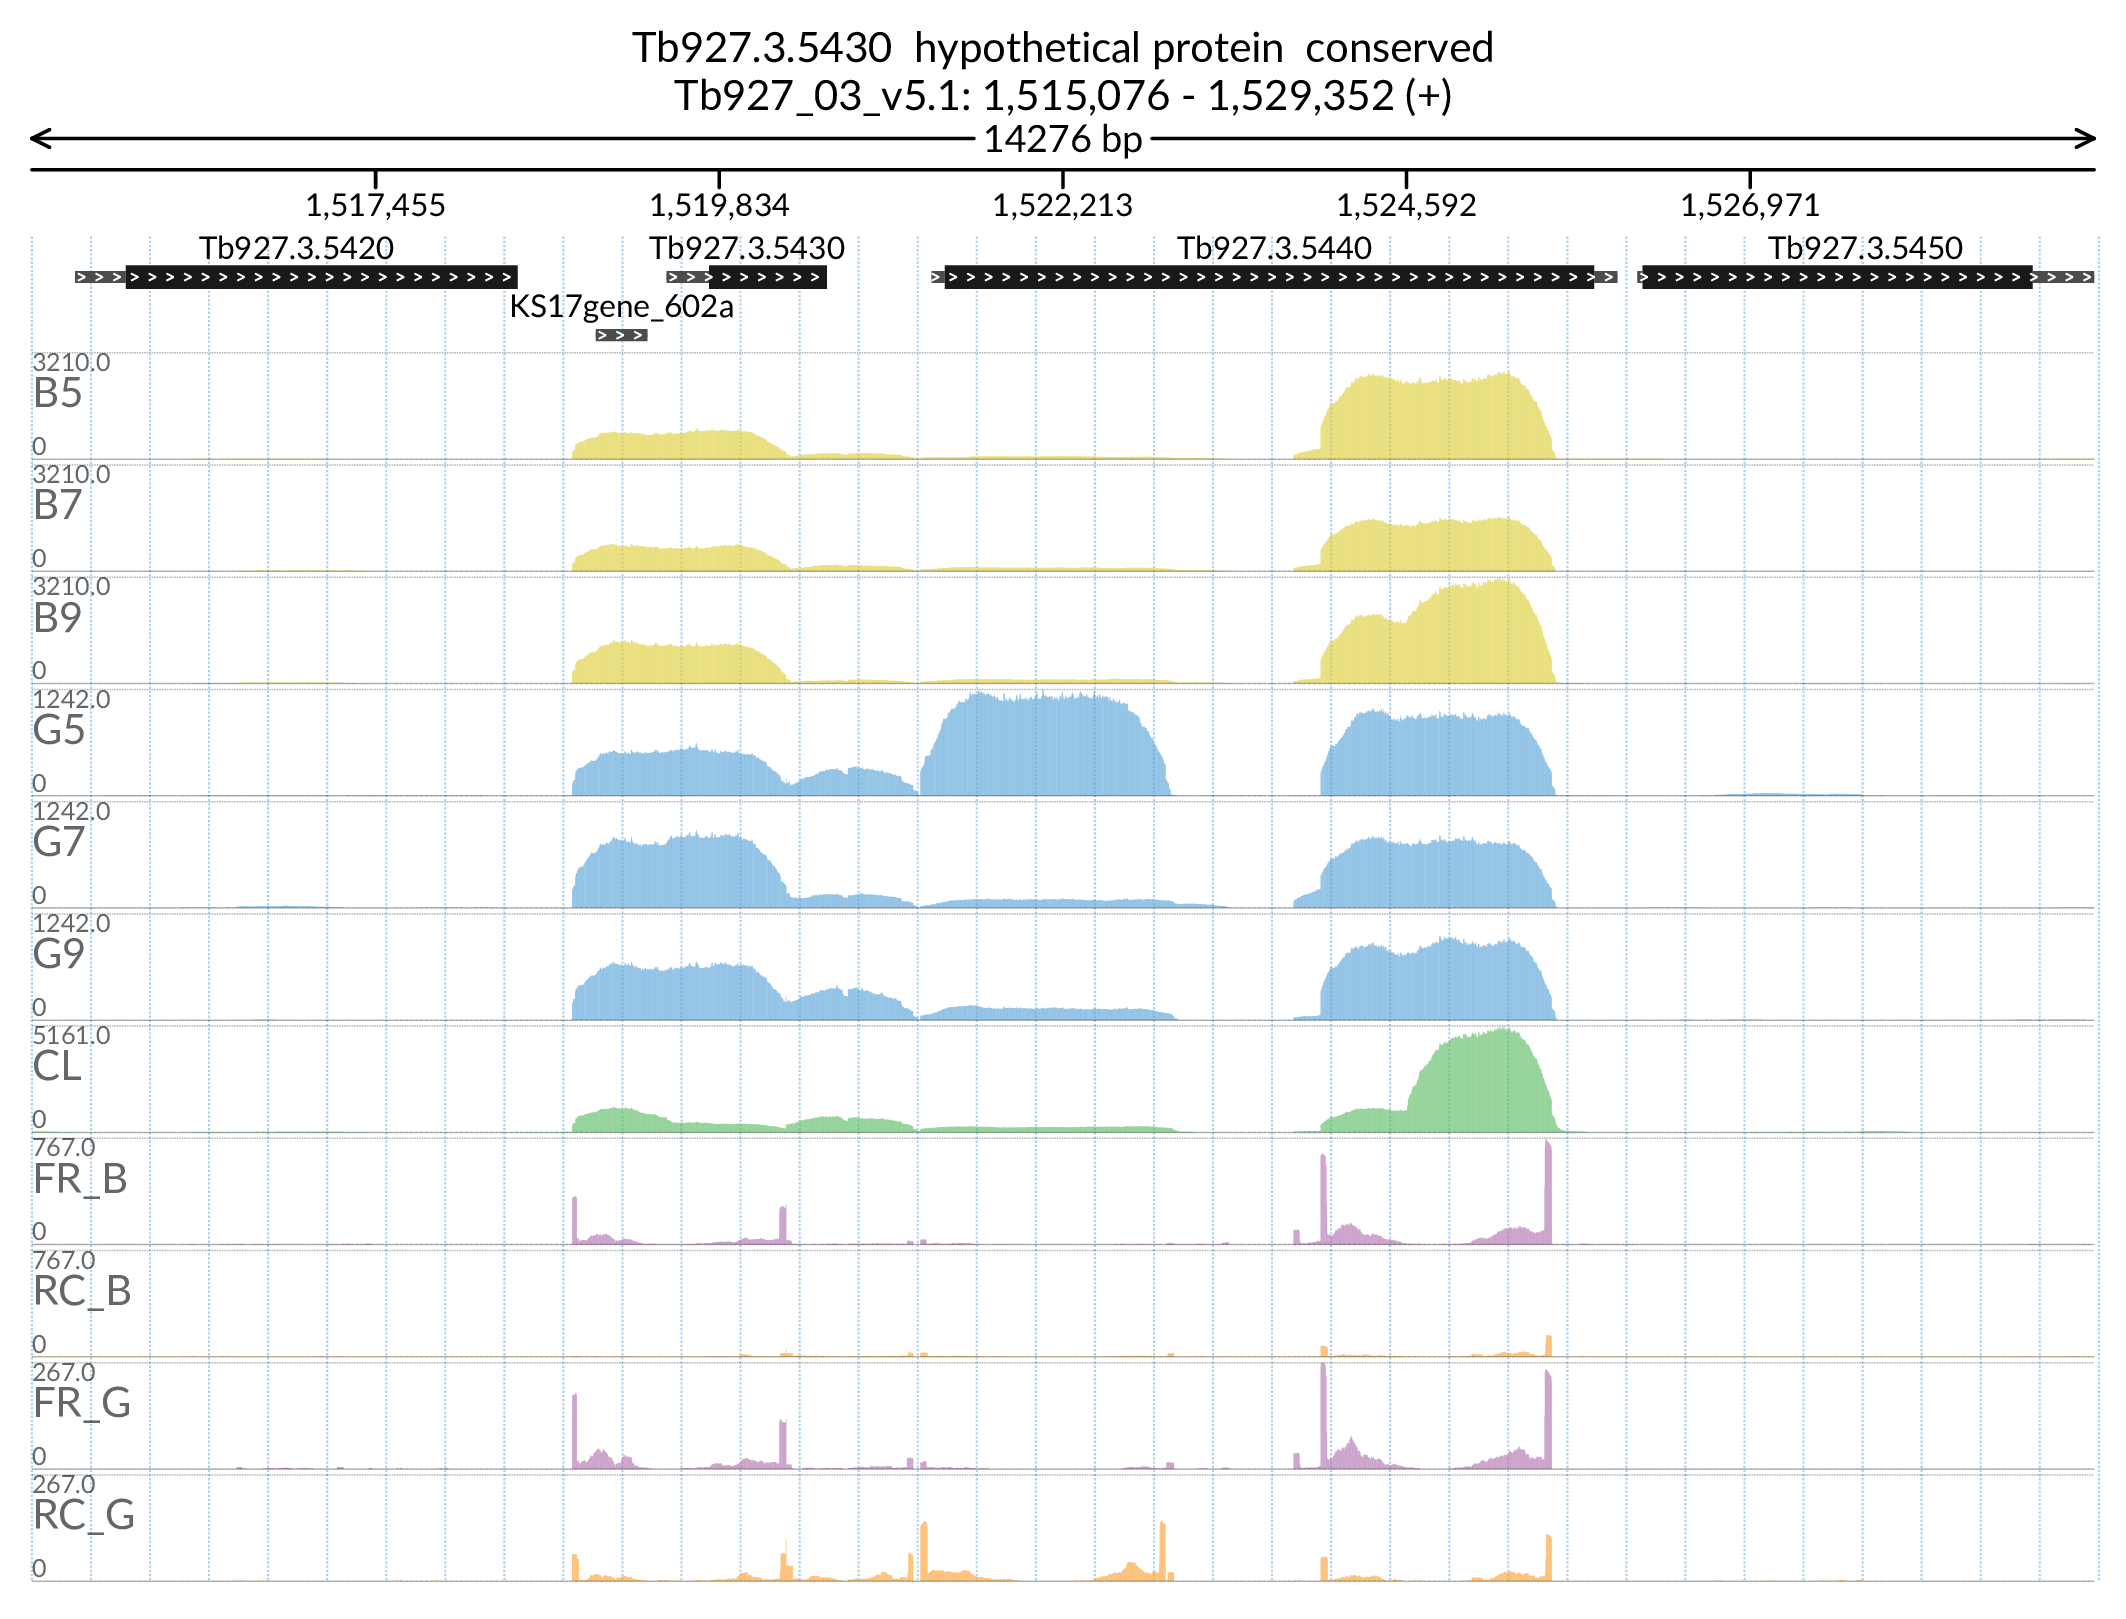 Tb927.3.5430 hypothetical protein conserved
Tb927_03_v5.1: 1,515,076 - 1,529,352 (+)
14276 bp
1,517,455 1,519,834 1,522,213 1,524,592 1,526,971
Tb927.3.5420 Tb927.3.5430 Tb927.3.5440 Tb927.3.5450
KS17gene_602a
3210.0
B5
0
3210.0
B7
0
3210.0
B9
0
1242.0
G5
0
1242.0
G7
0
1242.0
G9
0
5161.0
CL
0
767.0
FR_B
0
767.0
RC_B
0
267.0
FR_G
0
267.0
RC_G
0